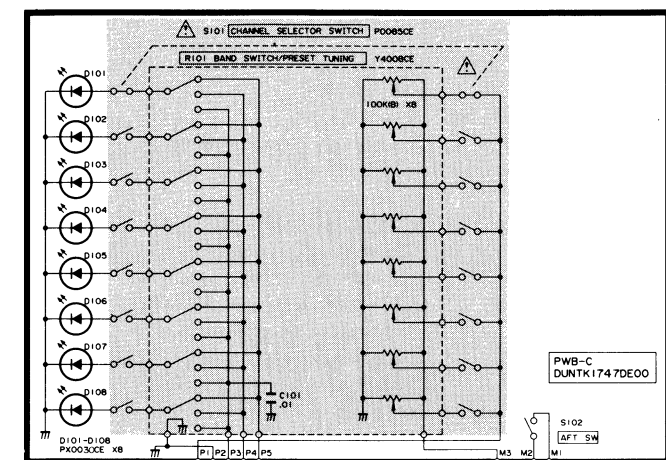 S101 CHANNEL SELECTOR SWITCH PD085CE
R101 BAND SWITCH/PRESET TUNING Y4008CE
D101
100K(B) X8
D102
D103
D104
D105
D106
D107
D108
C101
.01
PWB-C
DUNTK1747DE00
D101-D108
PX0030CE X8
P1 P2 P3 P4 P5
M3 M2 M1
S102
AFT SW